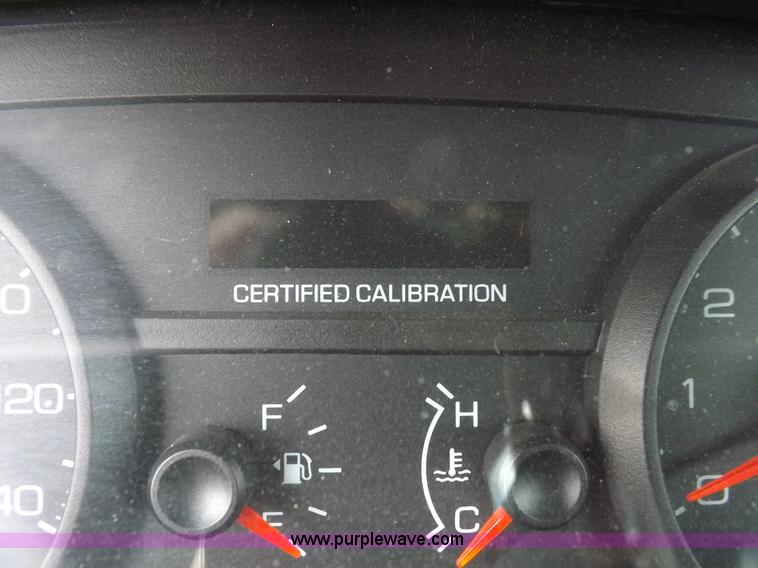 CERTIFIED CALIBRATION
2
120
F
H
1
40
E
C
0
www.purplewave.com